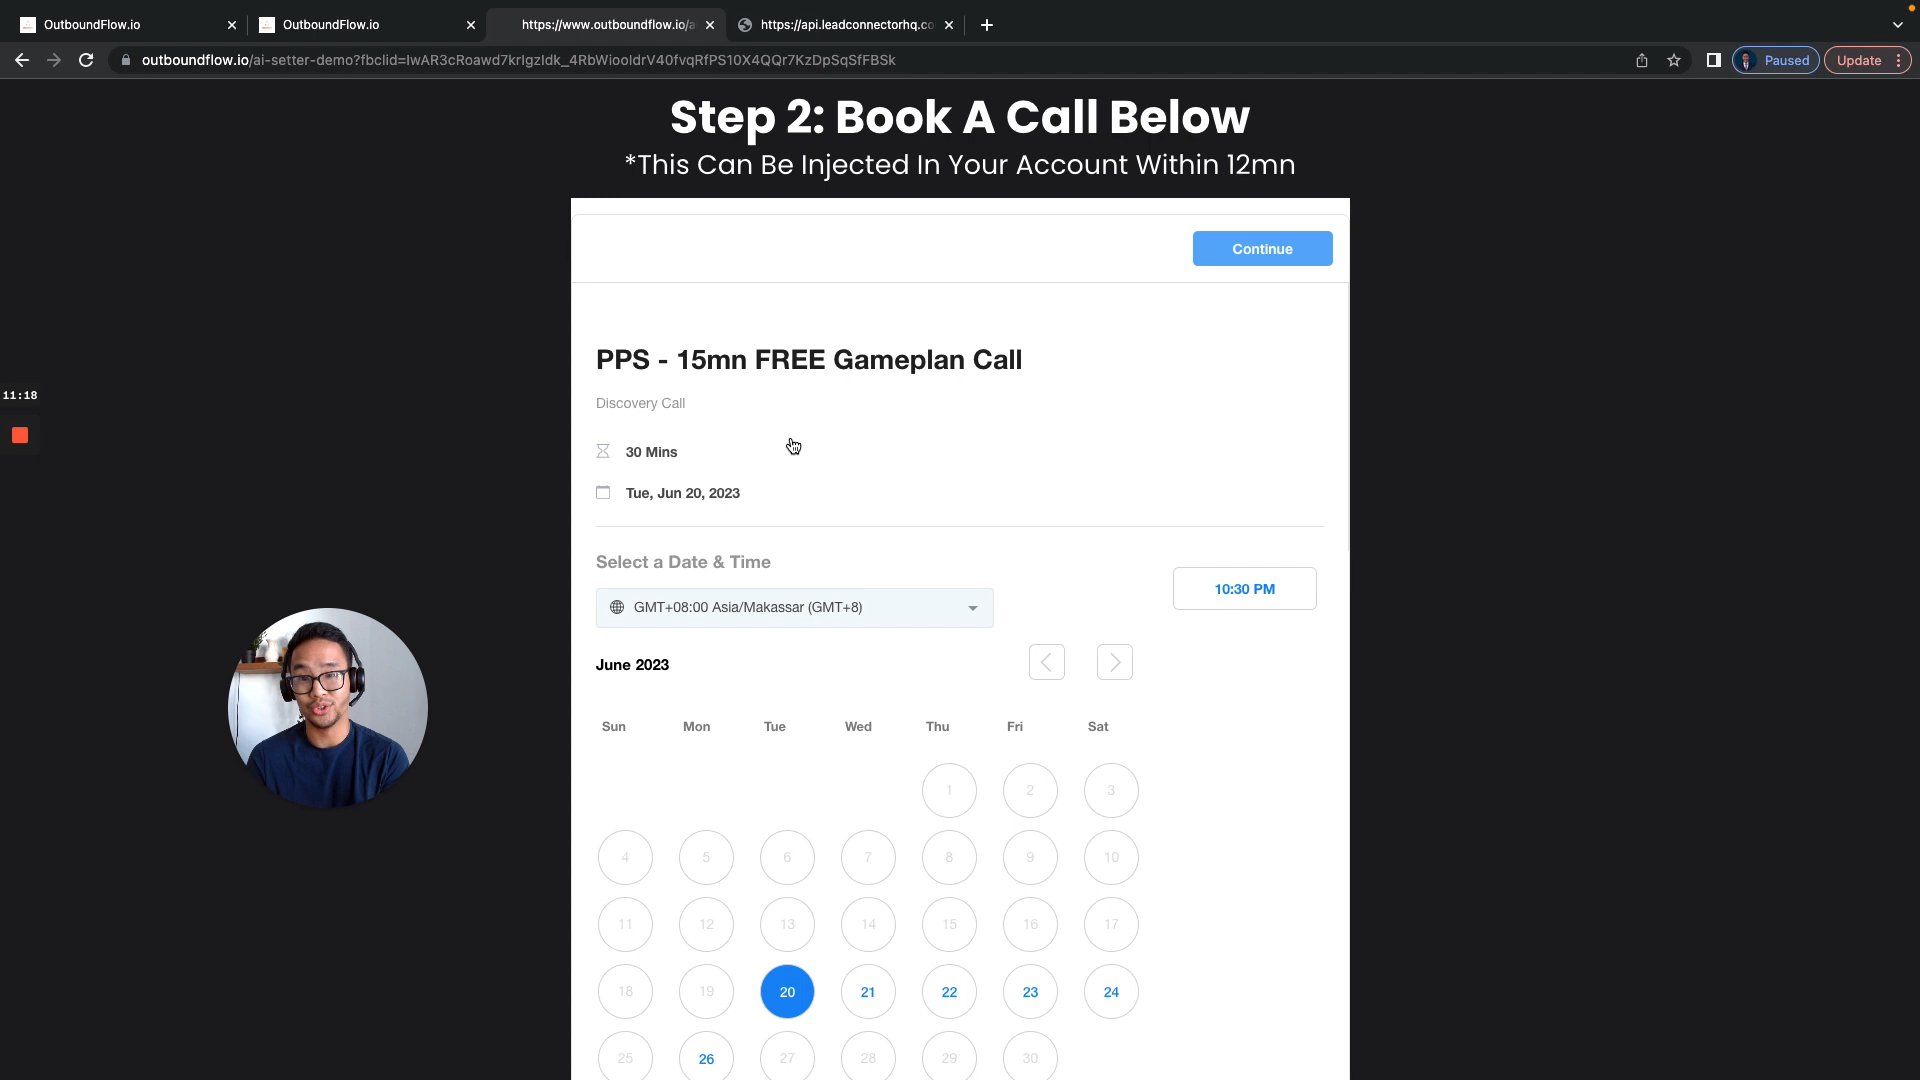 OutboundFlow.io
OutboundFlow.io
https://www.outboundflow.io/a
https://api.leadconnectorhq.co
outboundflow.io/ai-setter-demo?fbclid=IwAR3cRoawd7krIgzIdk_4RbWiooldrV40fvqRfPS10X4QQr7KzDpSqSfFBSk
Paused
Update
Step 2: Book A Call Below
*This Can Be Injected In Your Account Within 12mn
Continue
PPS - 15mn FREE Gameplan Call
Discovery Call
11:18
30 Mins
Tue, Jun 20, 2023
Select a Date & Time
10:30 PM
GMT+08:00 Asia/Makassar (GMT+8)
June 2023
Sun Mon Tue Wed Thu Fri Sat
1 2 3
4 5 6 7 8 9 10
11 12 13 14 15 16 17
18 19 20 21 22 23 24
25 26 27 28 29 30